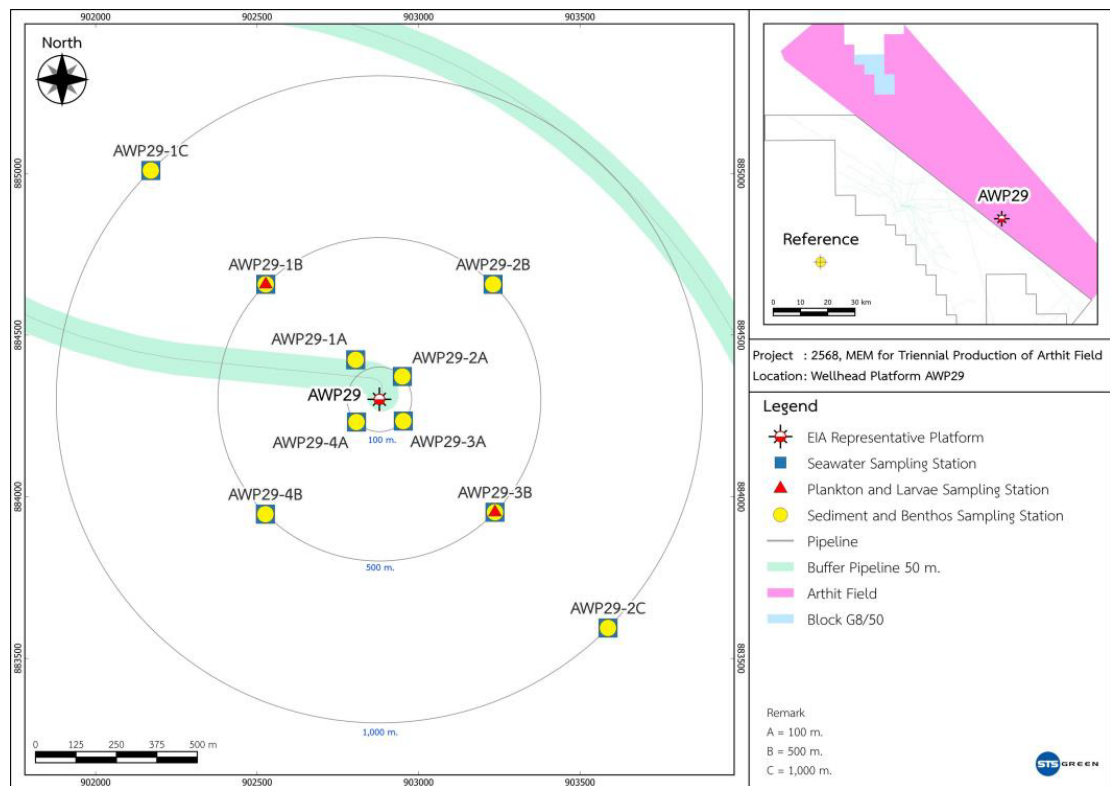 902000
902500
903000
903500
North
885000
884500
884000
883500
885000
884500
884000
883500
AWP29-1C
AWP29-1B
AWP29-2B
AWP29-1A
AWP29-2A
AWP29
AWP29-4A
AWP29-3A
100 m.
AWP29-4B
AWP29-3B
500 m.
AWP29-2C
1,000 m.
0 125 250 375 500 m
902000
902500
903000
903500
AWP29
Reference
0 10 20 30 km
Project : 2568, MEM for Triennial Production of Arthit Field
Location: Wellhead Platform AWP29
Legend
EIA Representative Platform
Seawater Sampling Station
Plankton and Larvae Sampling Station
Sediment and Benthos Sampling Station
Pipeline
Buffer Pipeline 50 m.
Arthit Field
Block G8/50
Remark
A = 100 m.
B = 500 m.
C = 1,000 m.
STS GREEN